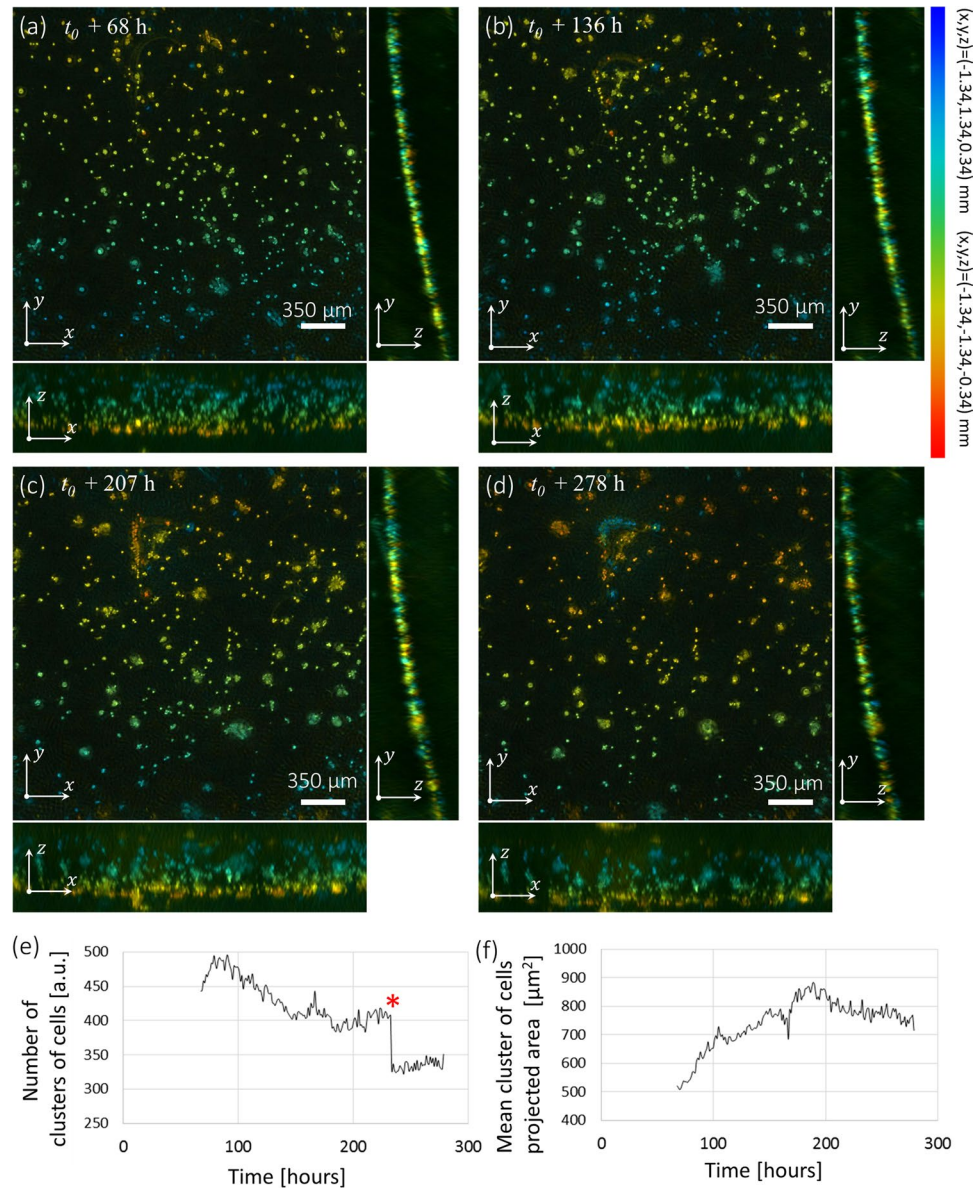 (a) t₀ + 68 h
y
x
350 µm
y
z
z
x
(b) t₀ + 136 h
y
x
350 µm
y
z
z
x
(x,y,z)=(-1.34,1.34,0.34) mm
(x,y,z)=(-1.34,-1.34,-0.34) mm
(c) t₀ + 207 h
y
x
350 µm
y
z
z
x
(d) t₀ + 278 h
y
x
350 µm
y
z
z
x
(e)
Number of
clusters of cells [a.u.]
500
450
400
350
300
250
*
0 100 200 300
Time [hours]
(f)
Mean cluster of cells
projected area [µm²]
1000
900
800
700
600
500
400
0 100 200 300
Time [hours]